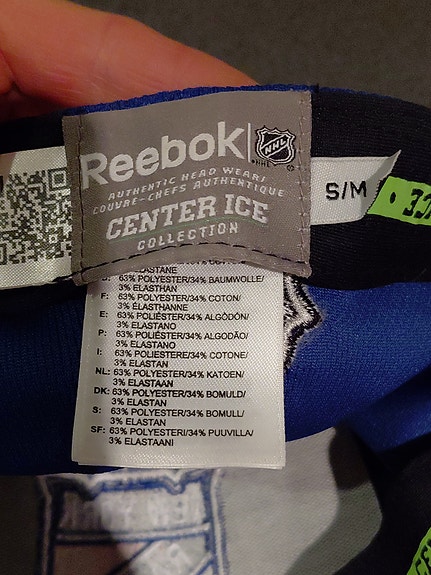 Reebok
NHL
NHL
AUTHENTIC HEAD WEAR/
COUVRE-CHEFS AUTHENTIQUE
CENTER ICE
COLLECTION
S/M
ELASTANE
D: 63% POLYESTER/34% BAUMWOLLE/
3% ELASTHAN
F: 63% POLYESTER/34% COTON/
3% ÉLASTHANNE
E: 63% POLIÉSTER/34% ALGODÓN/
3% ELASTANO
P: 63% POLIÉSTER/34% ALGODÃO/
3% ELASTANO
I: 63% POLIESTERE/34% COTONE/
3% ELASTAN
NL: 63% POLYESTER/34% KATOEN/
3% ELASTAAN
DK: 63% POLYESTER/34% BOMULD/
3% ELASTAN
S: 63% POLYESTER/34% BOMULL/
3% ELASTAN
SF: 63% POLYESTERI/34% PUUVILLA/
3% ELASTAANI